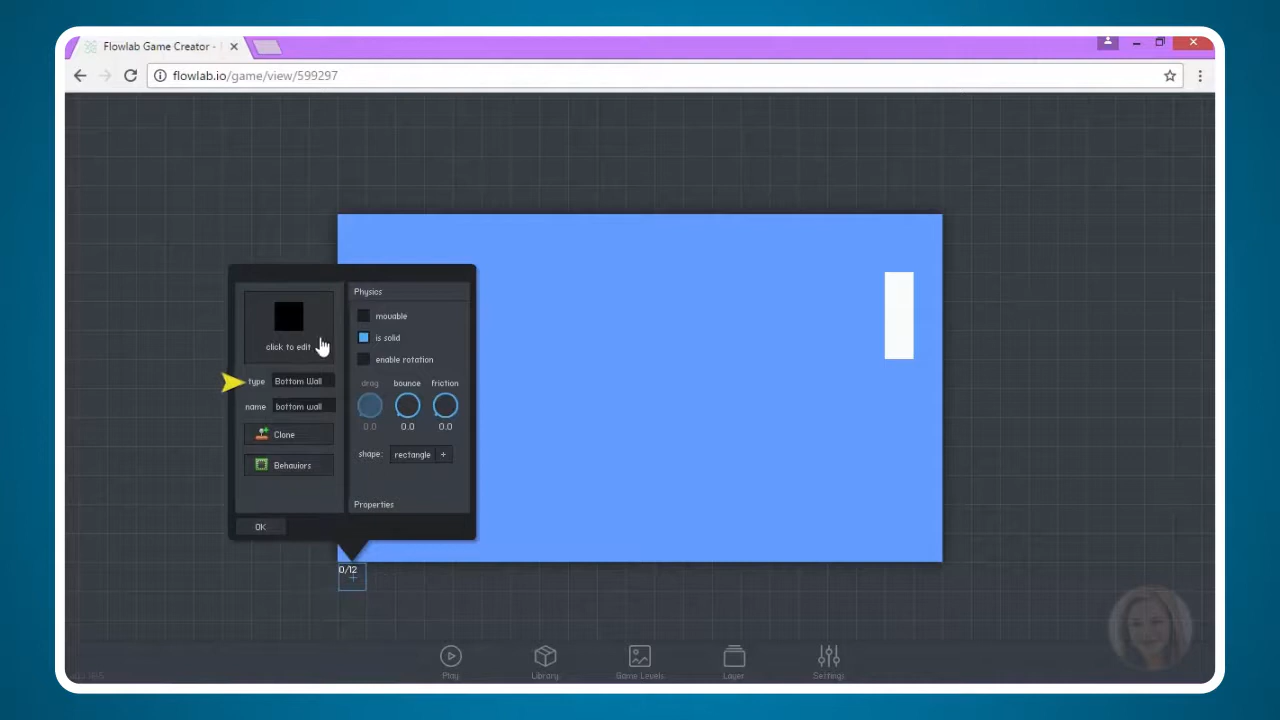 Flowlab Game Creator -
flowlab.io/game/view/599297
Physics
movable
is solid
click to edit
enable rotation
type Bottom Wall
drag bounce friction
name bottom wall
0.0 0.0 0.0
Clone
shape: rectangle +
Behaviors
Properties
OK
0/12
Play Library Game Levels Layer Settings